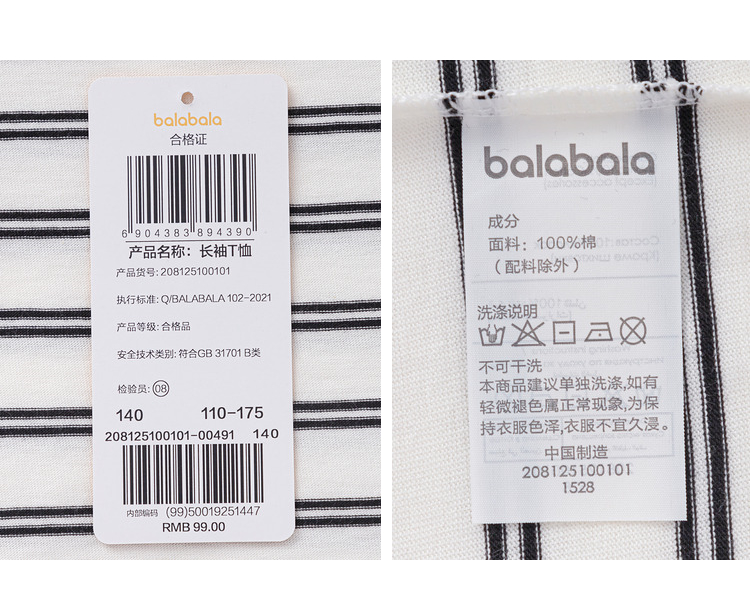 balabala
合格证
6 904383 894390
产品名称：长袖T恤
产品货号: 208125100101
执行标准: Q/BALABALA 102-2021
产品等级: 合格品
安全技术类别: 符合GB 31701 B类
检验员: 08
140 110-175
208125100101-00491 140
内部编码 (99)50019251447
RMB 99.00
balabala
成分
面料：100%棉
（配料除外）
洗涤说明
不可干洗
本商品建议单独洗涤,如有
轻微褪色属正常现象,为保
持衣服色泽,衣服不宜久浸。
中国制造
208125100101
1528